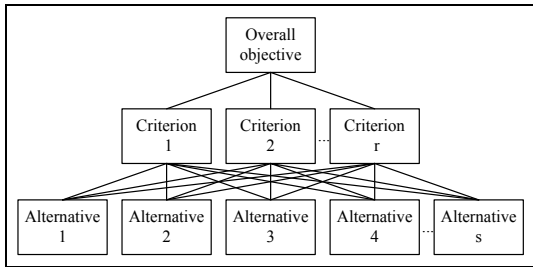 Overall
objective
Criterion
1
Criterion
2
...
Criterion
r
Alternative
1
Alternative
2
Alternative
3
Alternative
4
...
Alternative
s